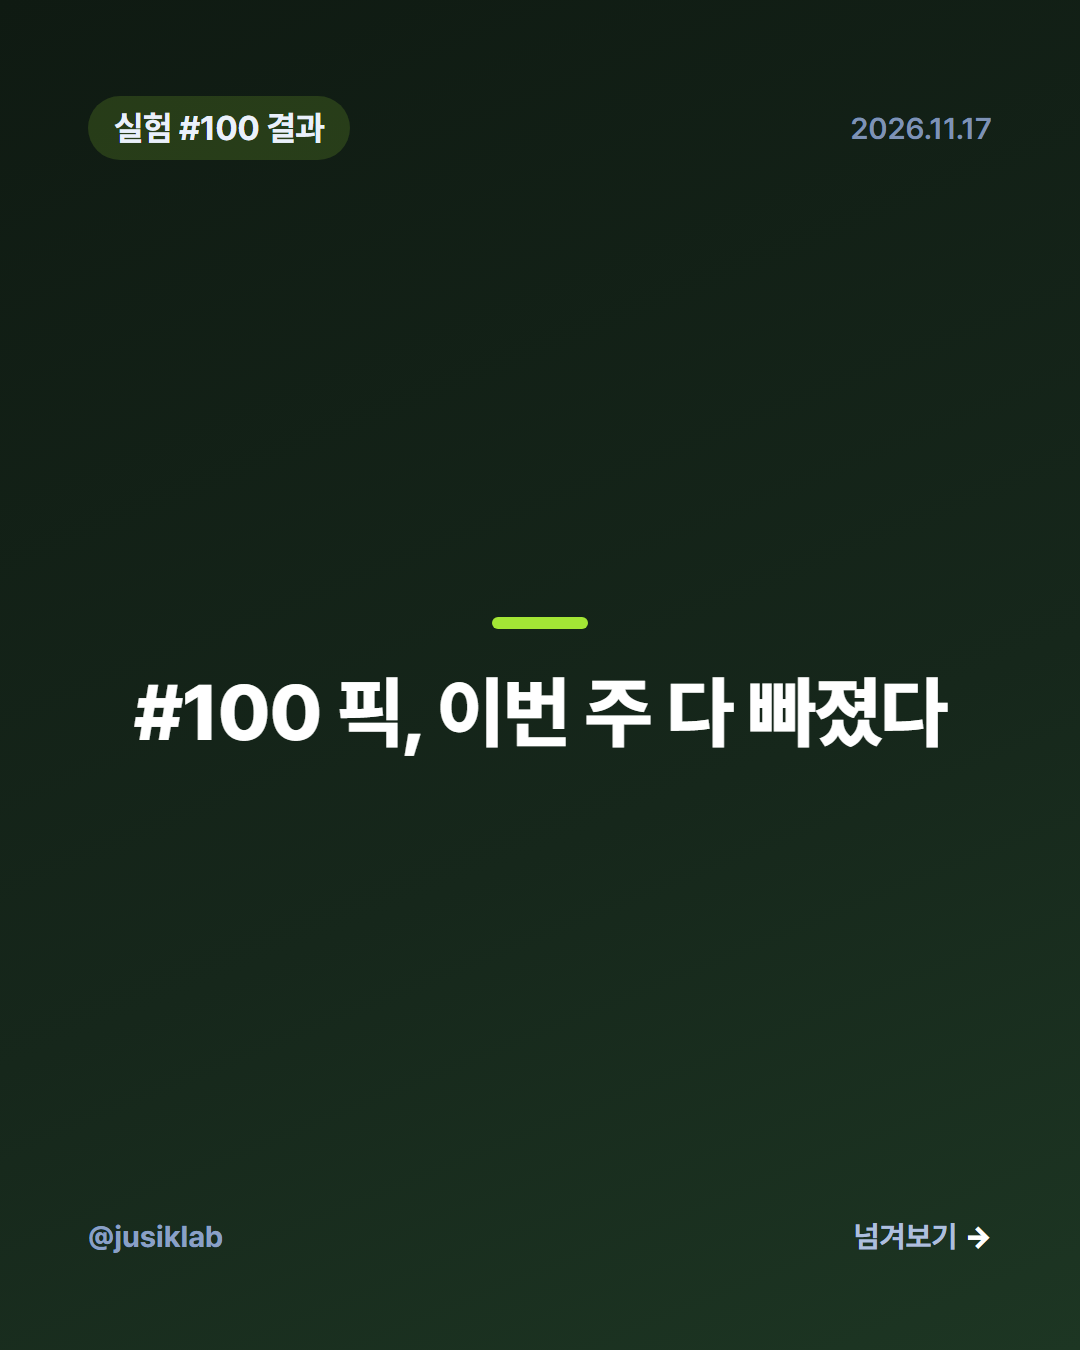 실험 #100 결과
2026.11.17
#100 픽, 이번 주 다 빠졌다
@jusiklab
넘겨보기 →